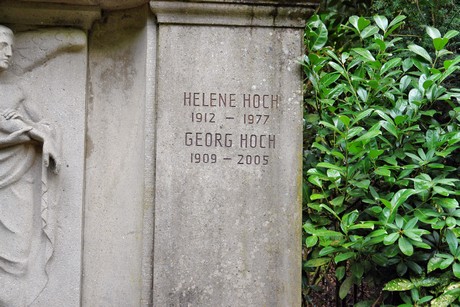 HELENE HOCH
1912 – 1977
GEORG HOCH
1909 – 2005